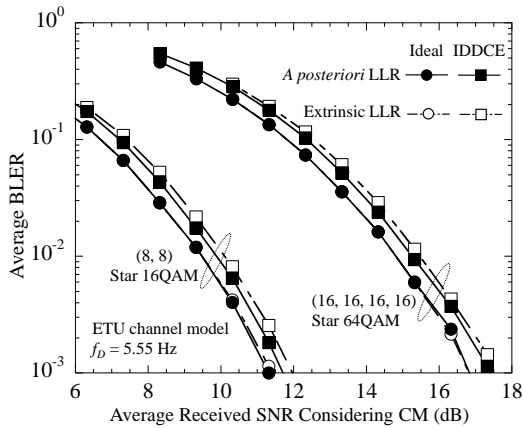 10^0
10^-1
10^-2
10^-3
Average BLER
Ideal IDDCE
A posteriori LLR
Extrinsic LLR
(8, 8)
Star 16QAM
(16, 16, 16, 16)
Star 64QAM
ETU channel model
f_D = 5.55 Hz
6 8 10 12 14 16 18
Average Received SNR Considering CM (dB)